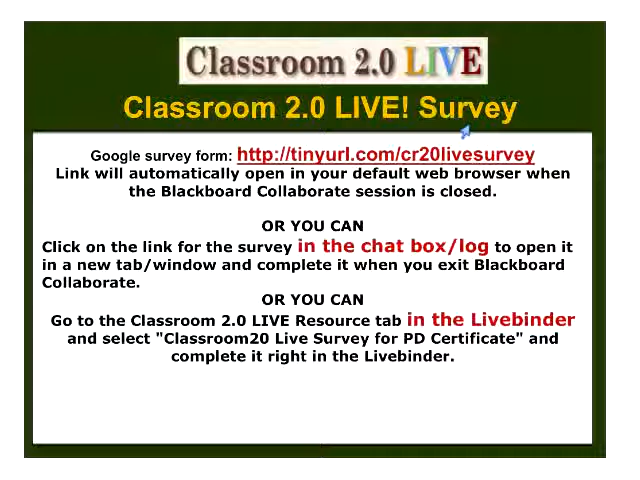 Classroom 2.0 LIVE
Classroom 2.0 LIVE! Survey
Google survey form: http://tinyurl.com/cr20livesurvey
Link will automatically open in your default web browser when
the Blackboard Collaborate session is closed.
OR YOU CAN
Click on the link for the survey in the chat box/log to open it
in a new tab/window and complete it when you exit Blackboard
Collaborate.
OR YOU CAN
Go to the Classroom 2.0 LIVE Resource tab in the Livebinder
and select "Classroom20 Live Survey for PD Certificate" and
complete it right in the Livebinder.